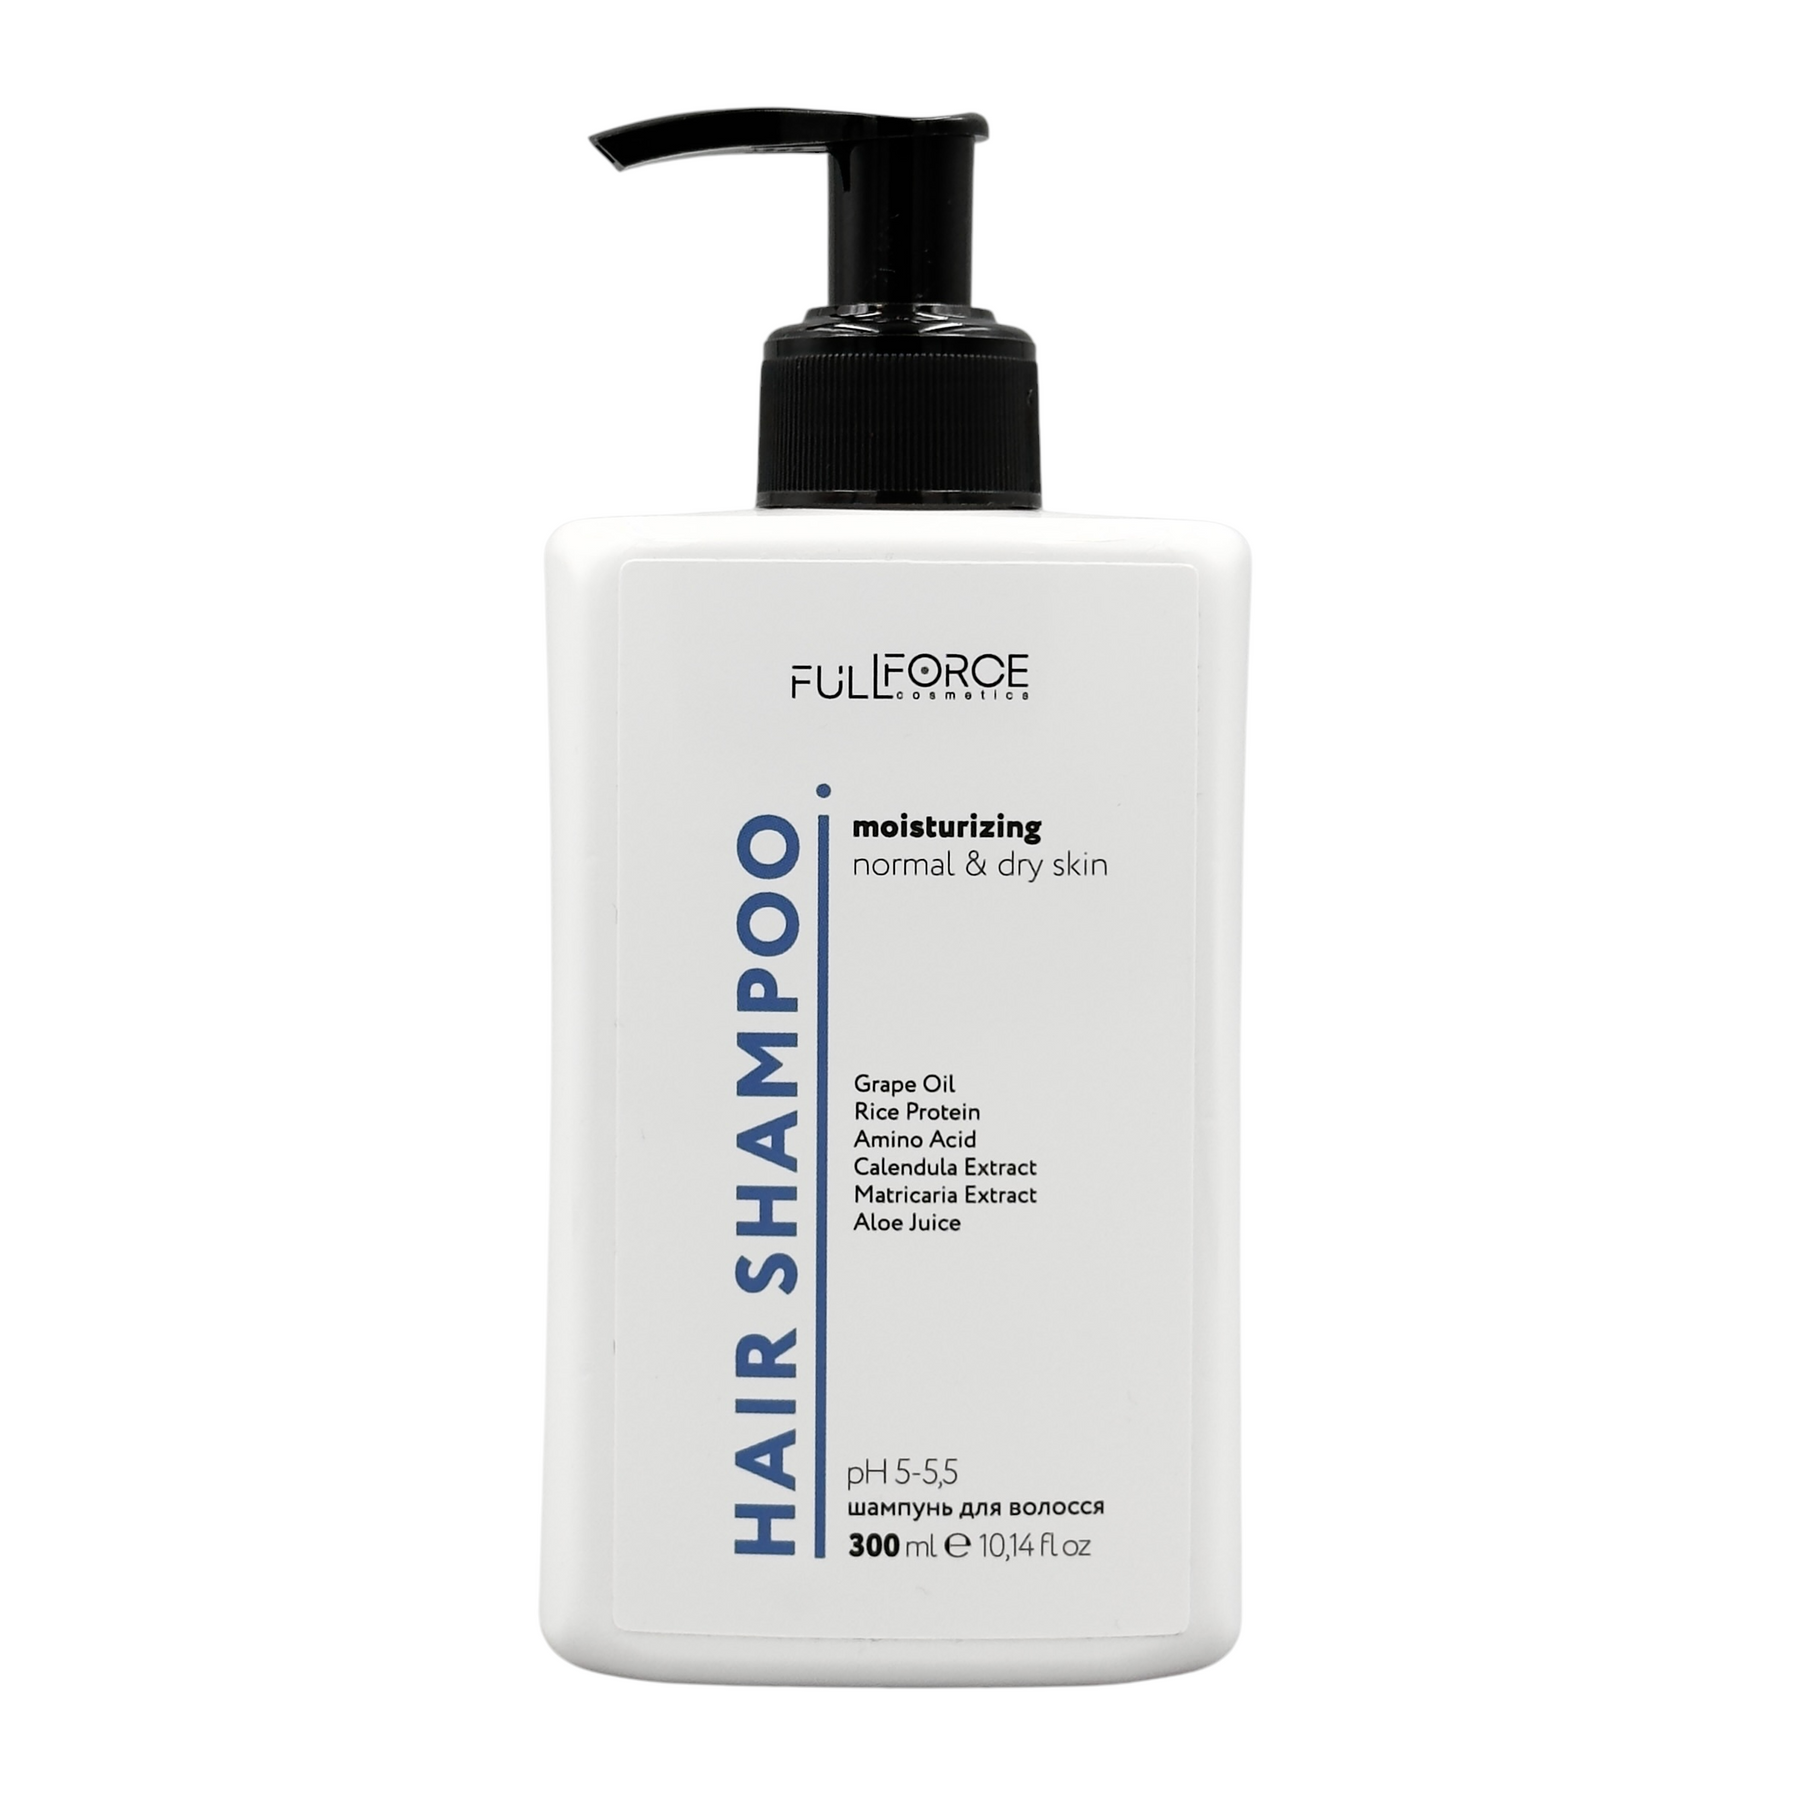 FULLFORCE
cosmetics
HAIR SHAMPOO
moisturizing
normal & dry skin
Grape Oil
Rice Protein
Amino Acid
Calendula Extract
Matricaria Extract
Aloe Juice
pH 5-5,5
шампунь для волосся
300 ml ℮ 10,14 fl oz